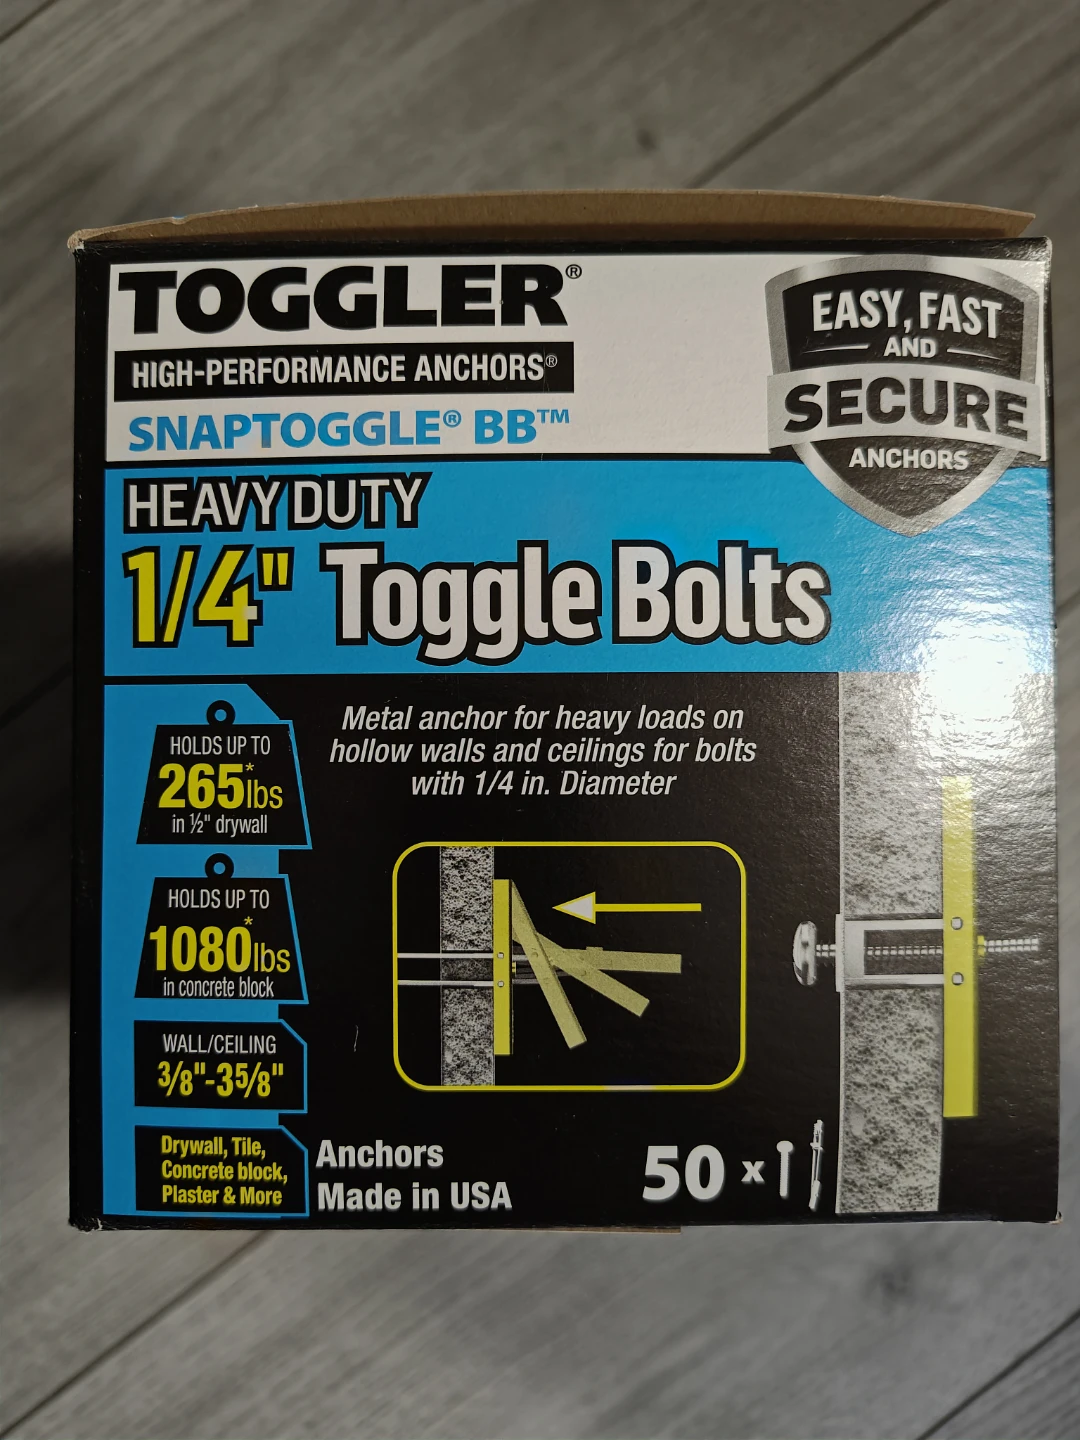 TOGGLER®
HIGH-PERFORMANCE ANCHORS®
SNAPTOGGLE® BB™
EASY, FAST
AND
SECURE
ANCHORS
HEAVY DUTY
1/4" Toggle Bolts
Metal anchor for heavy loads on
hollow walls and ceilings for bolts
with 1/4 in. Diameter
HOLDS UP TO
265*lbs
in ½" drywall
HOLDS UP TO
1080*lbs
in concrete block
WALL/CEILING
3/8"-35/8"
Drywall, Tile,
Concrete block,
Plaster & More
Anchors
Made in USA
50 x